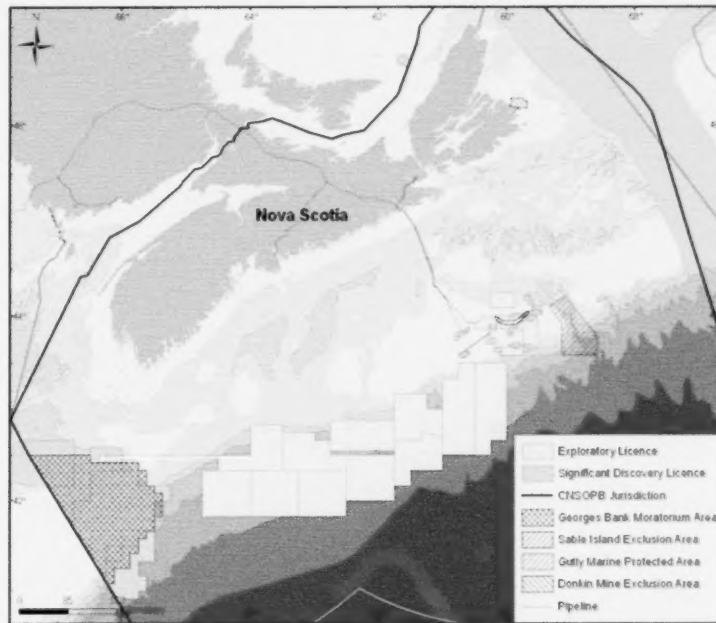 60
Nova Scotia
Exploratory Licence
Significant Discovery Licence
CNSOPB Jurisdiction
Georges Bank Moratorium Area
Sable Island Exclusion Area
Gully Marine Protected Area
Donkin Mine Exclusion Area
Pipeline